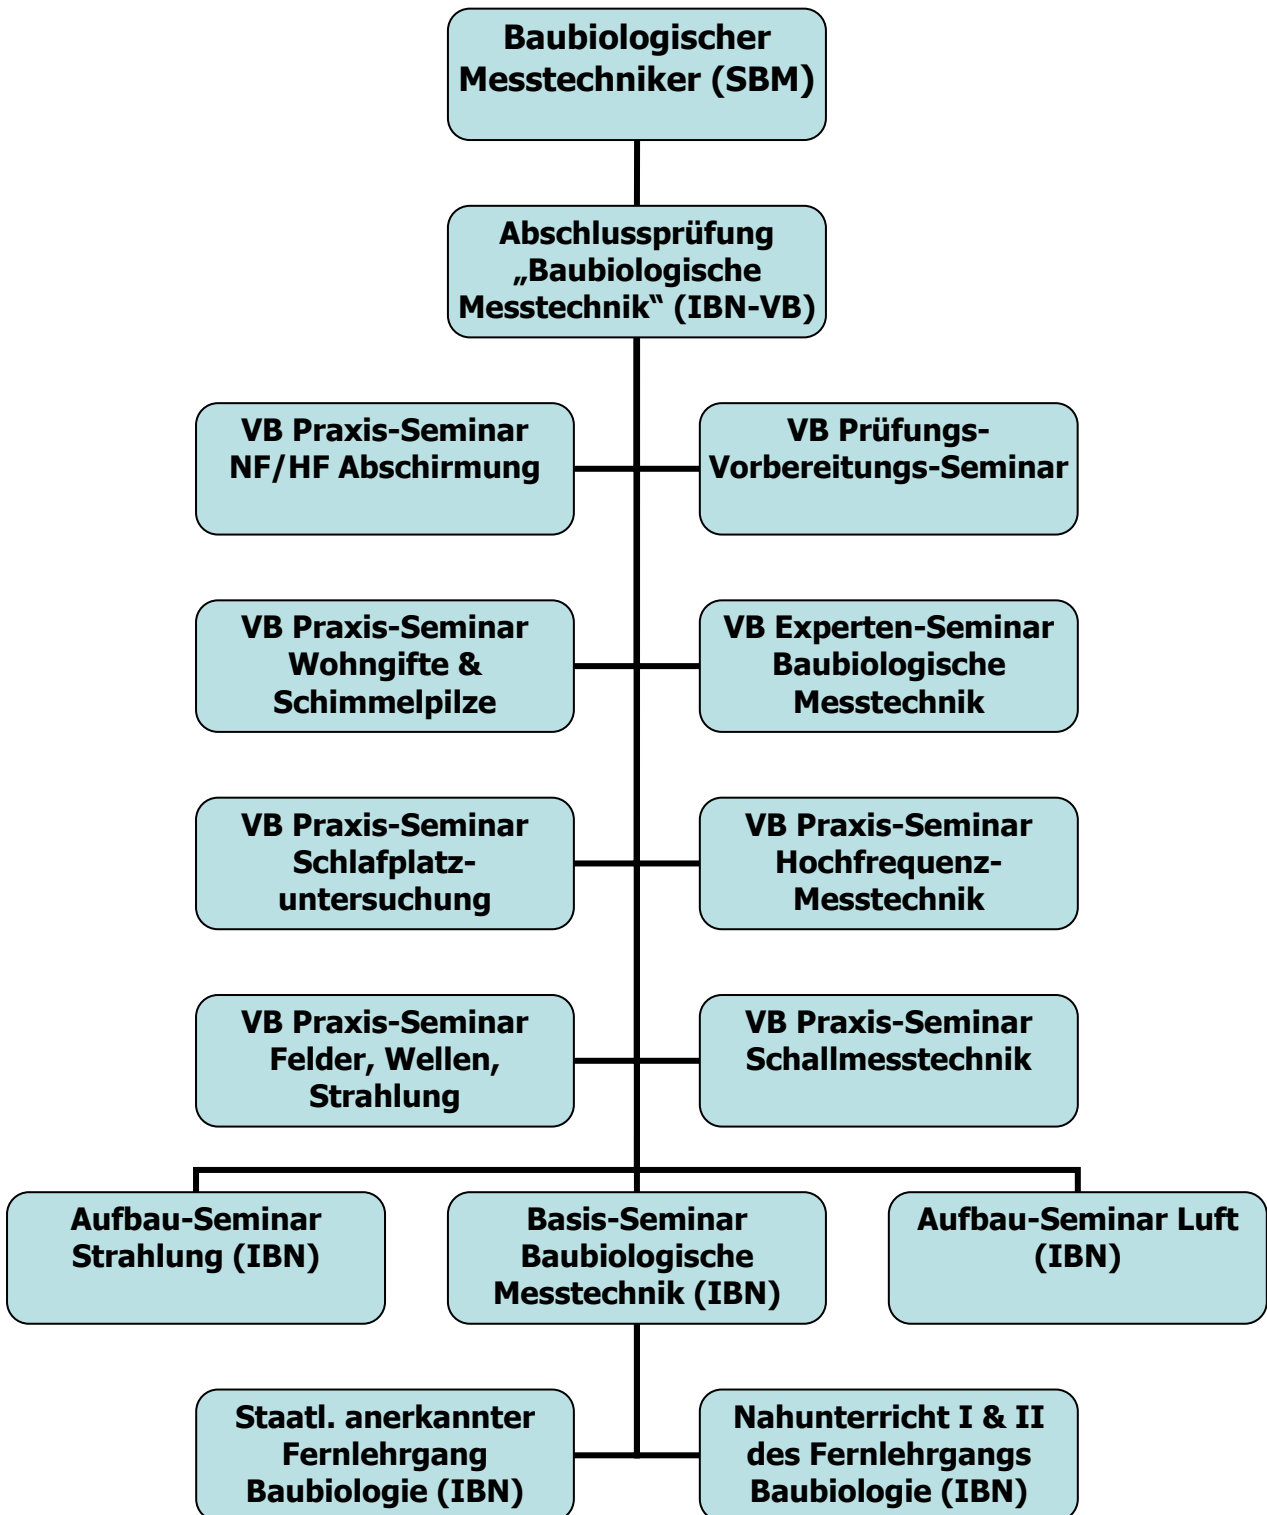 Baubiologischer
Messtechniker (SBM)
Abschlussprüfung
„Baubiologische
Messtechnik“ (IBN-VB)
VB Praxis-Seminar
NF/HF Abschirmung
VB Prüfungs-
Vorbereitungs-Seminar
VB Praxis-Seminar
Wohngifte &
Schimmelpilze
VB Experten-Seminar
Baubiologische
Messtechnik
VB Praxis-Seminar
Schlafplatz-
untersuchung
VB Praxis-Seminar
Hochfrequenz-
Messtechnik
VB Praxis-Seminar
Felder, Wellen,
Strahlung
VB Praxis-Seminar
Schallmesstechnik
Aufbau-Seminar
Strahlung (IBN)
Basis-Seminar
Baubiologische
Messtechnik (IBN)
Aufbau-Seminar Luft
(IBN)
Staatl. anerkannter
Fernlehrgang
Baubiologie (IBN)
Nahunterricht I & II
des Fernlehrgangs
Baubiologie (IBN)